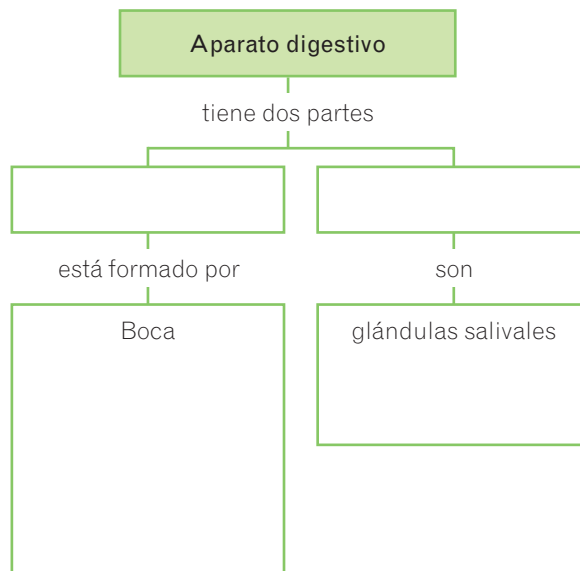 Aparato digestivo
tiene dos partes
está formado por
son
Boca
glándulas salivales